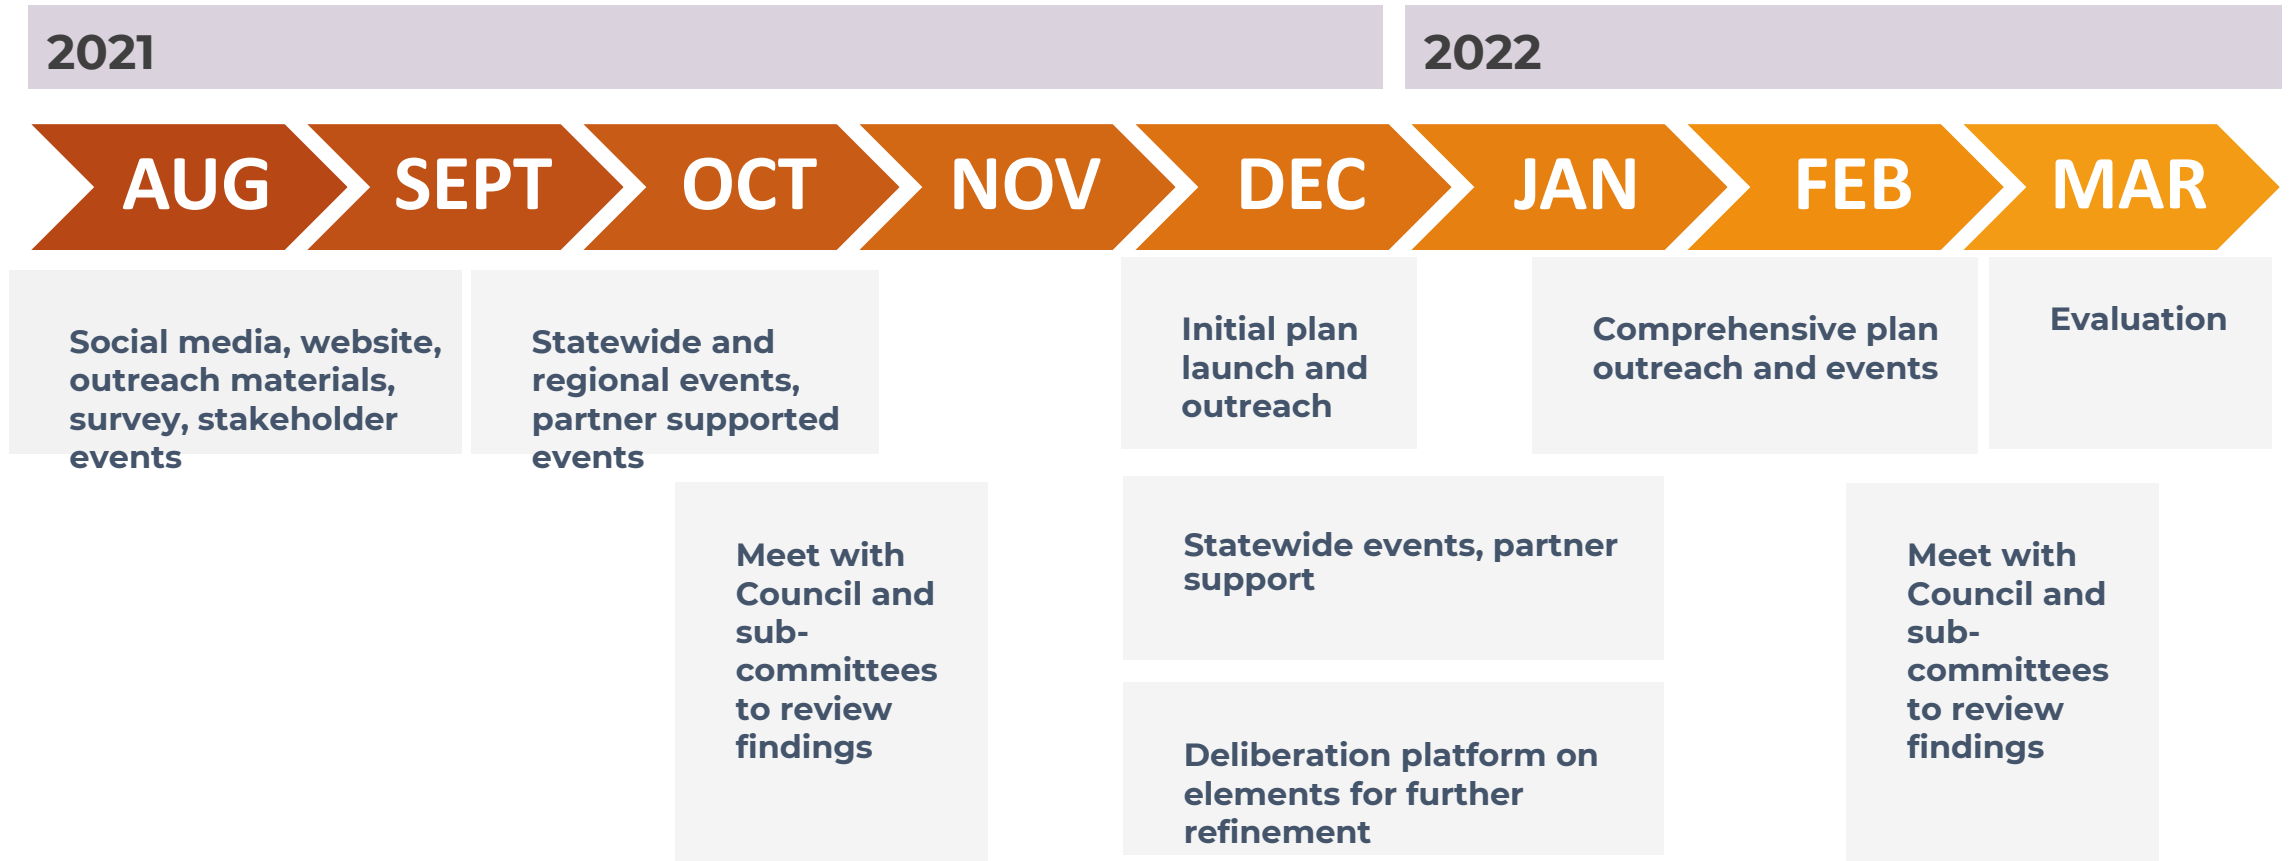 2021
2022
AUG
SEPT
OCT
NOV
DEC
JAN
FEB
MAR
Social media, website,
outreach materials,
survey, stakeholder
events
Statewide and
regional events,
partner supported
events
Initial plan
launch and
outreach
Comprehensive plan
outreach and events
Evaluation
Meet with
Council and
sub-
committees
to review
findings
Statewide events, partner
support
Deliberation platform on
elements for further
refinement
Meet with
Council and
sub-
committees
to review
findings